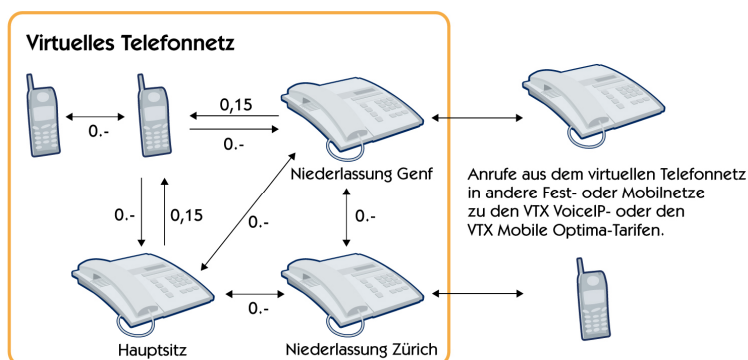 Virtuelles Telefonnetz
0,15
0.-
0.-
Niederlassung Genf
Anrufe aus dem virtuellen Telefonnetz
in andere Fest- oder Mobilnetze
zu den VTX VoiceIP- oder den
VTX Mobile Optima-Tarifen.
0.-
0,15
0.-
0.-
0.-
Hauptsitz
Niederlassung Zürich